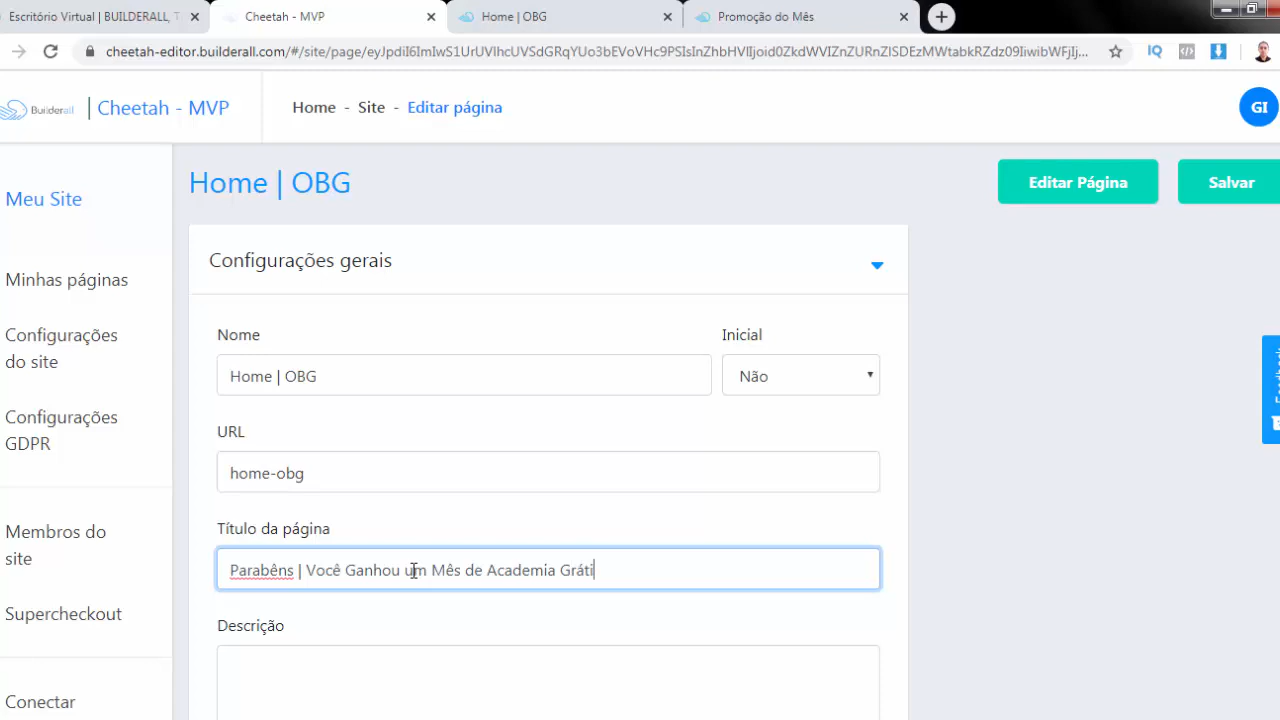 Escritório Virtual | BUILDERALL, T
Cheetah - MVP
Home | OBG
Promoção do Mês
cheetah-editor.builderall.com/#/site/page/eyJpdiI6ImIwS1UrUVlhcUVSdGRqYUo3bEVoVHc9PSIsInZhbHVlIjoid0ZkdWVIZnZURnZlSDEzMWtabkRZdz09IiwibWFjIj...
Builderall
Cheetah - MVP
Home - Site - Editar página
GI
Meu Site
Home | OBG
Editar Página
Salvar
Configurações gerais
Minhas páginas
Configurações
do site
Configurações
GDPR
Membros do
site
Supercheckout
Conectar
Nome
Inicial
Home | OBG
Não
URL
home-obg
Título da página
Parabêns | Você Ganhou um Mês de Academia Gráti
Descrição